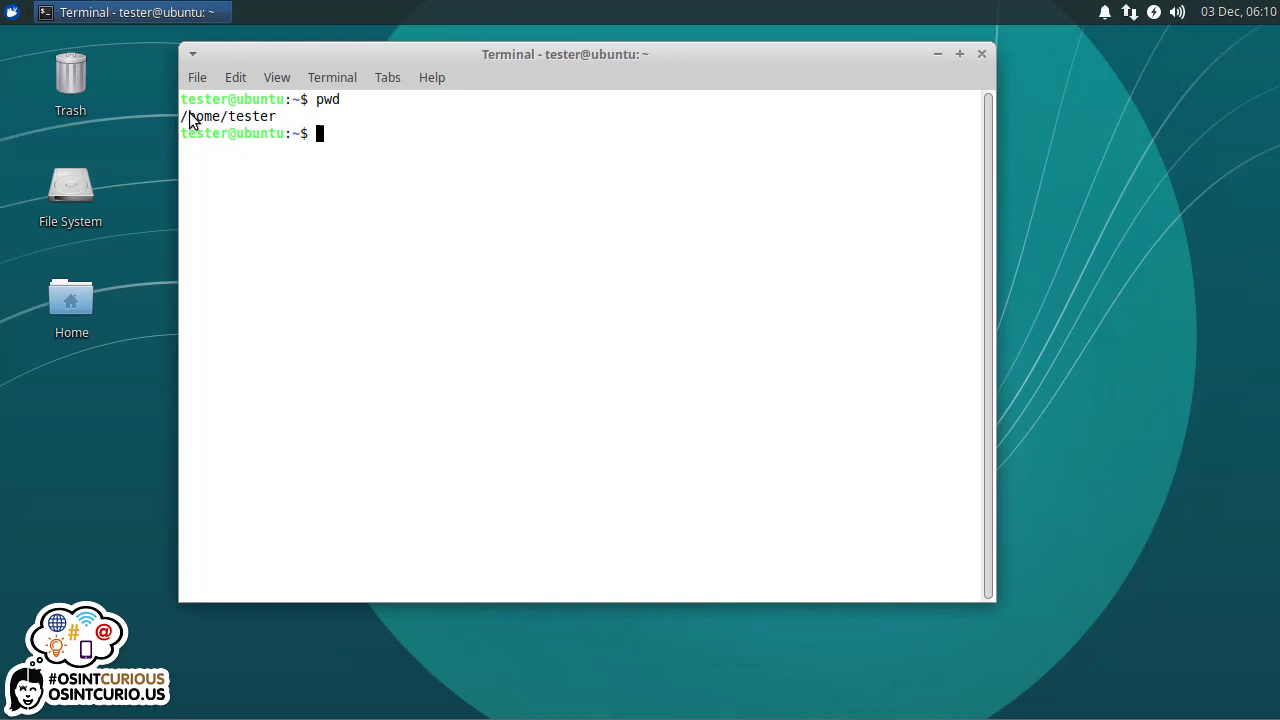 Terminal - tester@ubuntu: ~
03 Dec, 06:10
Trash
File System
Home
Terminal - tester@ubuntu: ~
File Edit View Terminal Tabs Help
tester@ubuntu:~$ pwd
/home/tester
tester@ubuntu:~$
#OSINTCURIOUS
OSINTCURIO.US